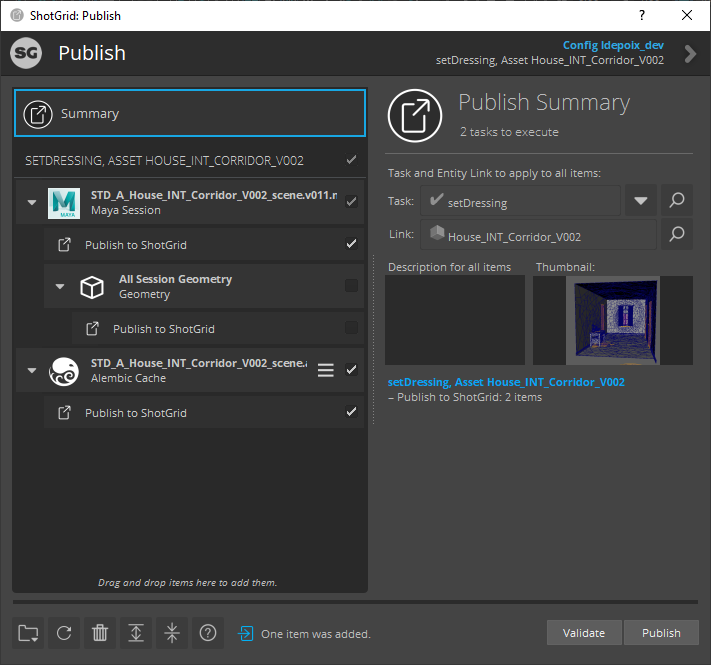 ShotGrid: Publish
?
SG
Publish
Config ldepoix_dev
setDressing, Asset House_INT_Corridor_V002
Summary
SETDRESSING, ASSET HOUSE_INT_CORRIDOR_V002
STD_A_House_INT_Corridor_V002_scene.v011.m
MAYA
Maya Session
Publish to ShotGrid
All Session Geometry
Geometry
Publish to ShotGrid
STD_A_House_INT_Corridor_V002_scene.a
Alembic Cache
Publish to ShotGrid
Drag and drop items here to add them.
Publish Summary
2 tasks to execute
Task and Entity Link to apply to all items:
Task:
setDressing
Link:
House_INT_Corridor_V002
Description for all items
Thumbnail:
setDressing, Asset House_INT_Corridor_V002
– Publish to ShotGrid: 2 items
?
One item was added.
Validate
Publish